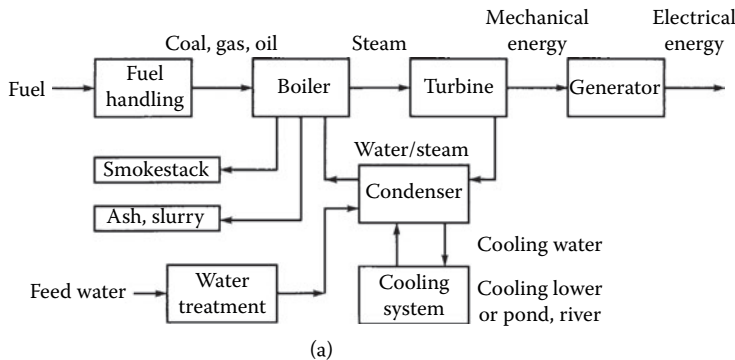 Mechanical
Electrical
Coal, gas, oil
Steam
energy
energy
Fuel
Fuel
handling
Boiler
Turbine
Generator
Water/steam
Smokestack
Condenser
Ash, slurry
Cooling water
Feed water
Water
treatment
Cooling
system
Cooling lower
or pond, river
(a)